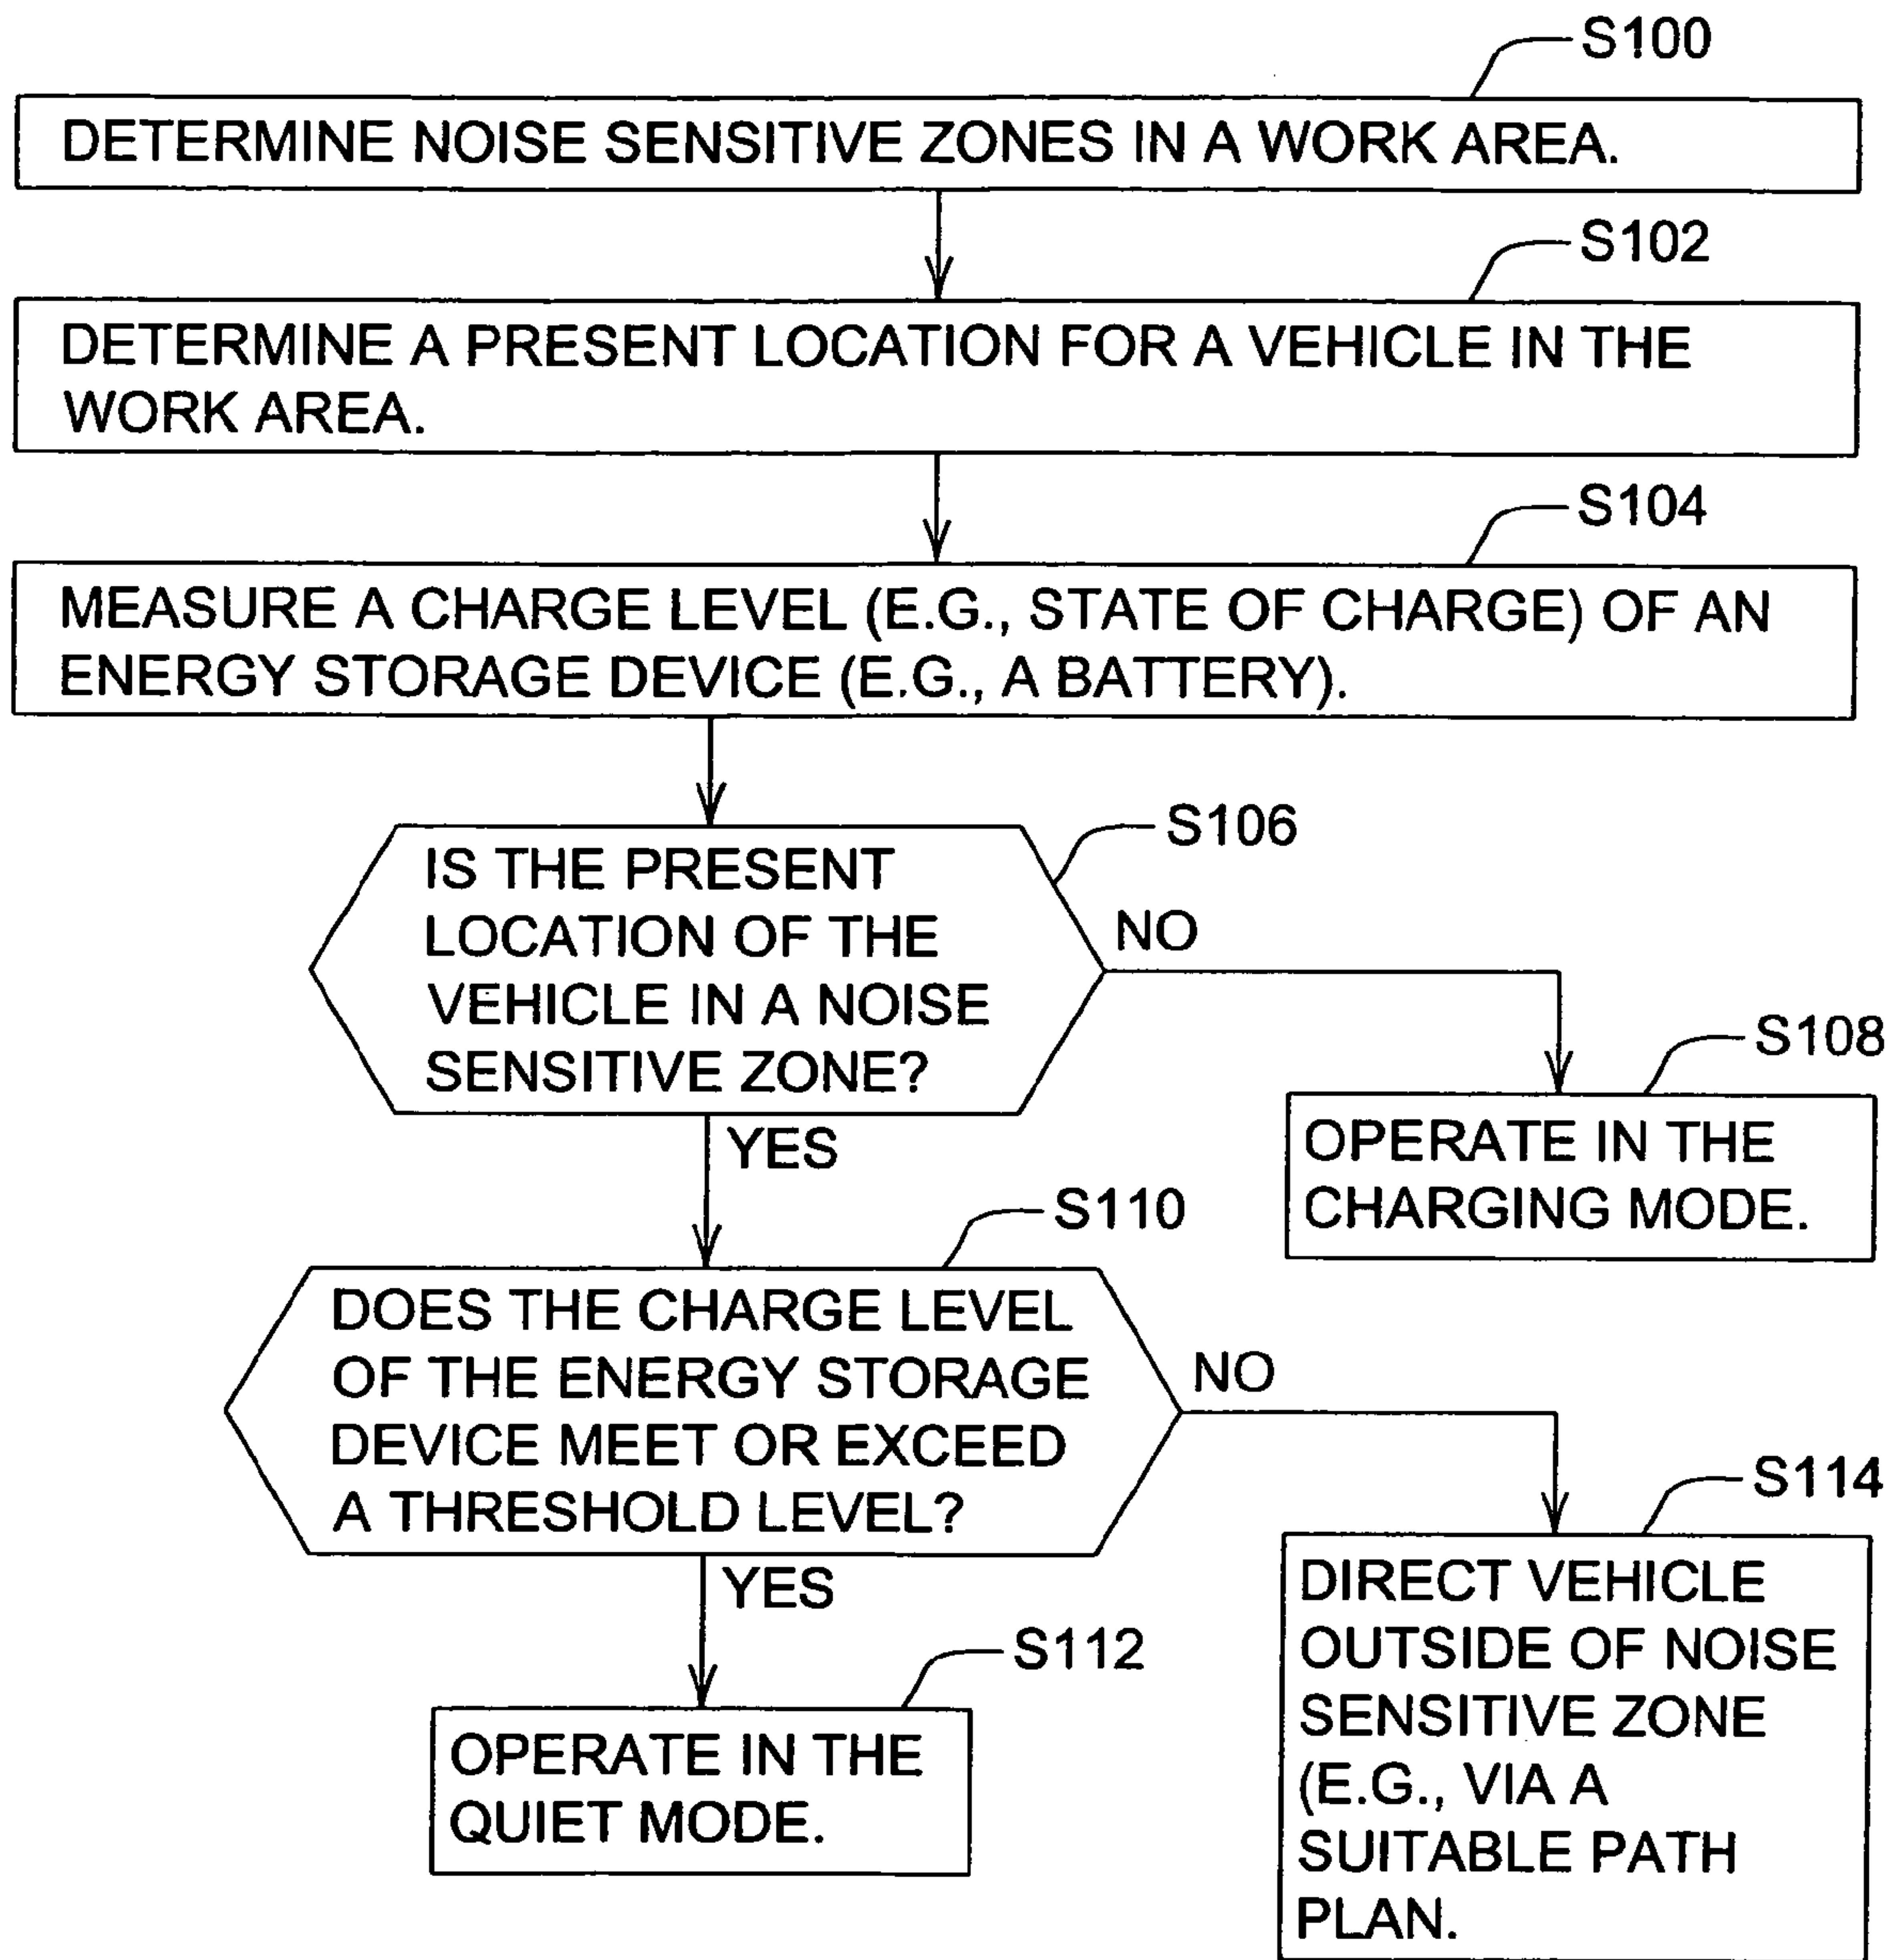 S100
DETERMINE NOISE SENSITIVE ZONES IN A WORK AREA.
S102
DETERMINE A PRESENT LOCATION FOR A VEHICLE IN THE
WORK AREA.
S104
MEASURE A CHARGE LEVEL (E.G., STATE OF CHARGE) OF AN
ENERGY STORAGE DEVICE (E.G., A BATTERY).
S106
IS THE PRESENT
LOCATION OF THE
VEHICLE IN A NOISE
SENSITIVE ZONE?
NO
S108
OPERATE IN THE
CHARGING MODE.
YES
S110
DOES THE CHARGE LEVEL
OF THE ENERGY STORAGE
DEVICE MEET OR EXCEED
A THRESHOLD LEVEL?
NO
S114
DIRECT VEHICLE
OUTSIDE OF NOISE
SENSITIVE ZONE
(E.G., VIA A
SUITABLE PATH
PLAN.
YES
S112
OPERATE IN THE
QUIET MODE.